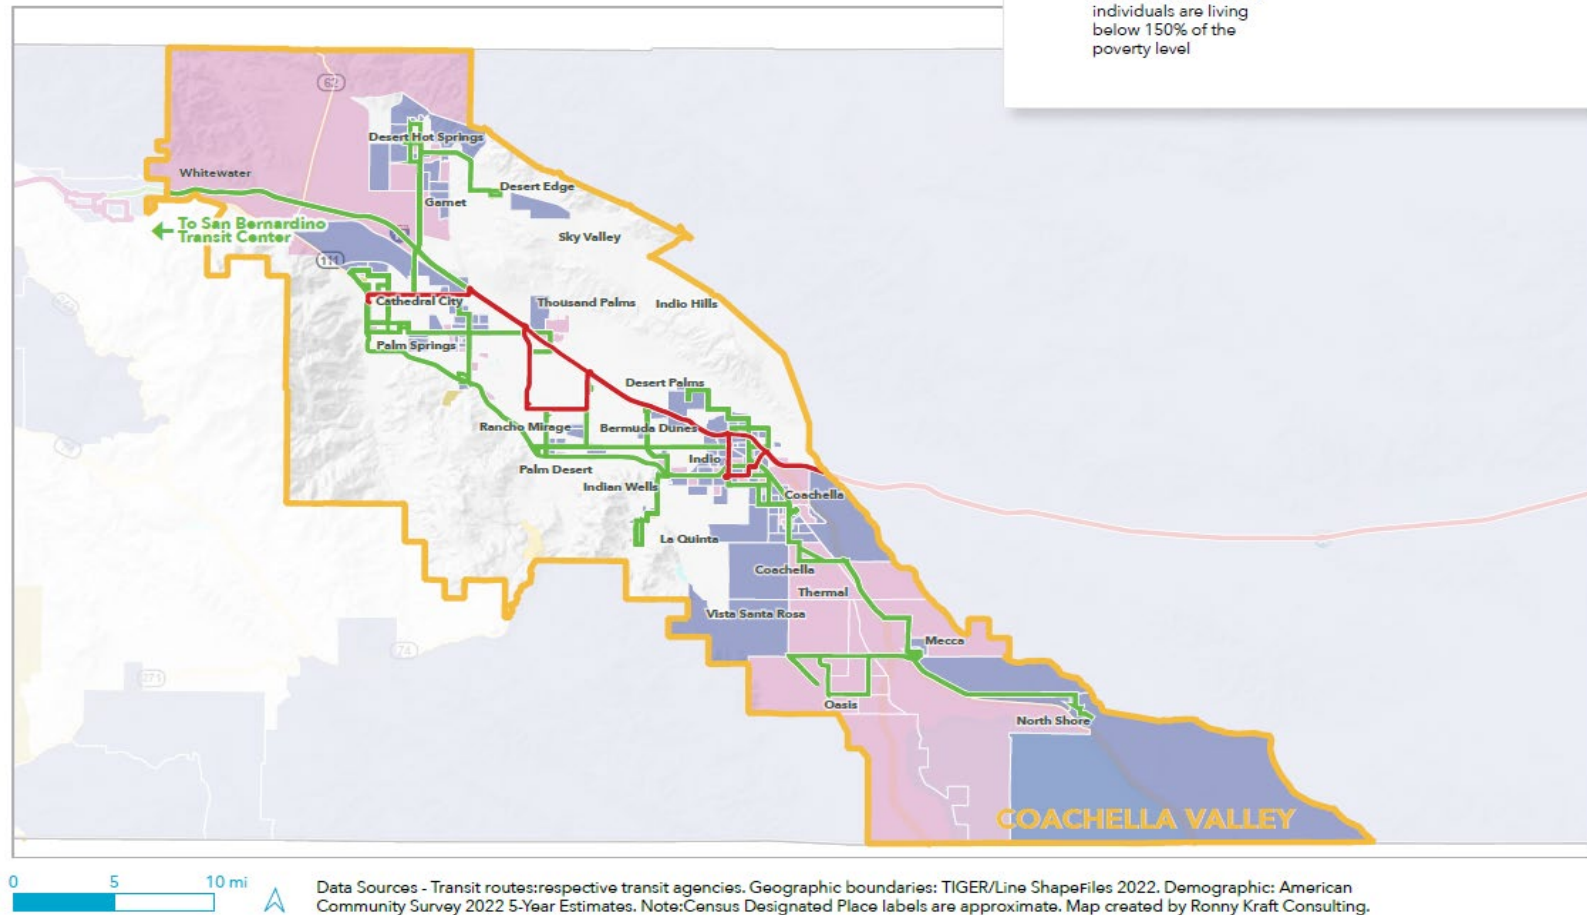 individuals are living
below 150% of the
poverty level
62
Desert Hot Springs
Whitewater
Desert Edge
Garnet
To San Bernardino
Transit Center
Sky Valley
111
Cathedral City
Thousand Palms
Indio Hills
Palm Springs
Desert Palms
Rancho Mirage
Bermuda Dunes
Indio
Palm Desert
Indian Wells
Coachella
La Quinta
Coachella
Thermal
Vista Santa Rosa
Mecca
74
371
Oasis
North Shore
COACHELLA VALLEY
0 5 10 mi
Data Sources - Transit routes:respective transit agencies. Geographic boundaries: TIGER/Line ShapeFiles 2022. Demographic: American
Community Survey 2022 5-Year Estimates. Note:Census Designated Place labels are approximate. Map created by Ronny Kraft Consulting.